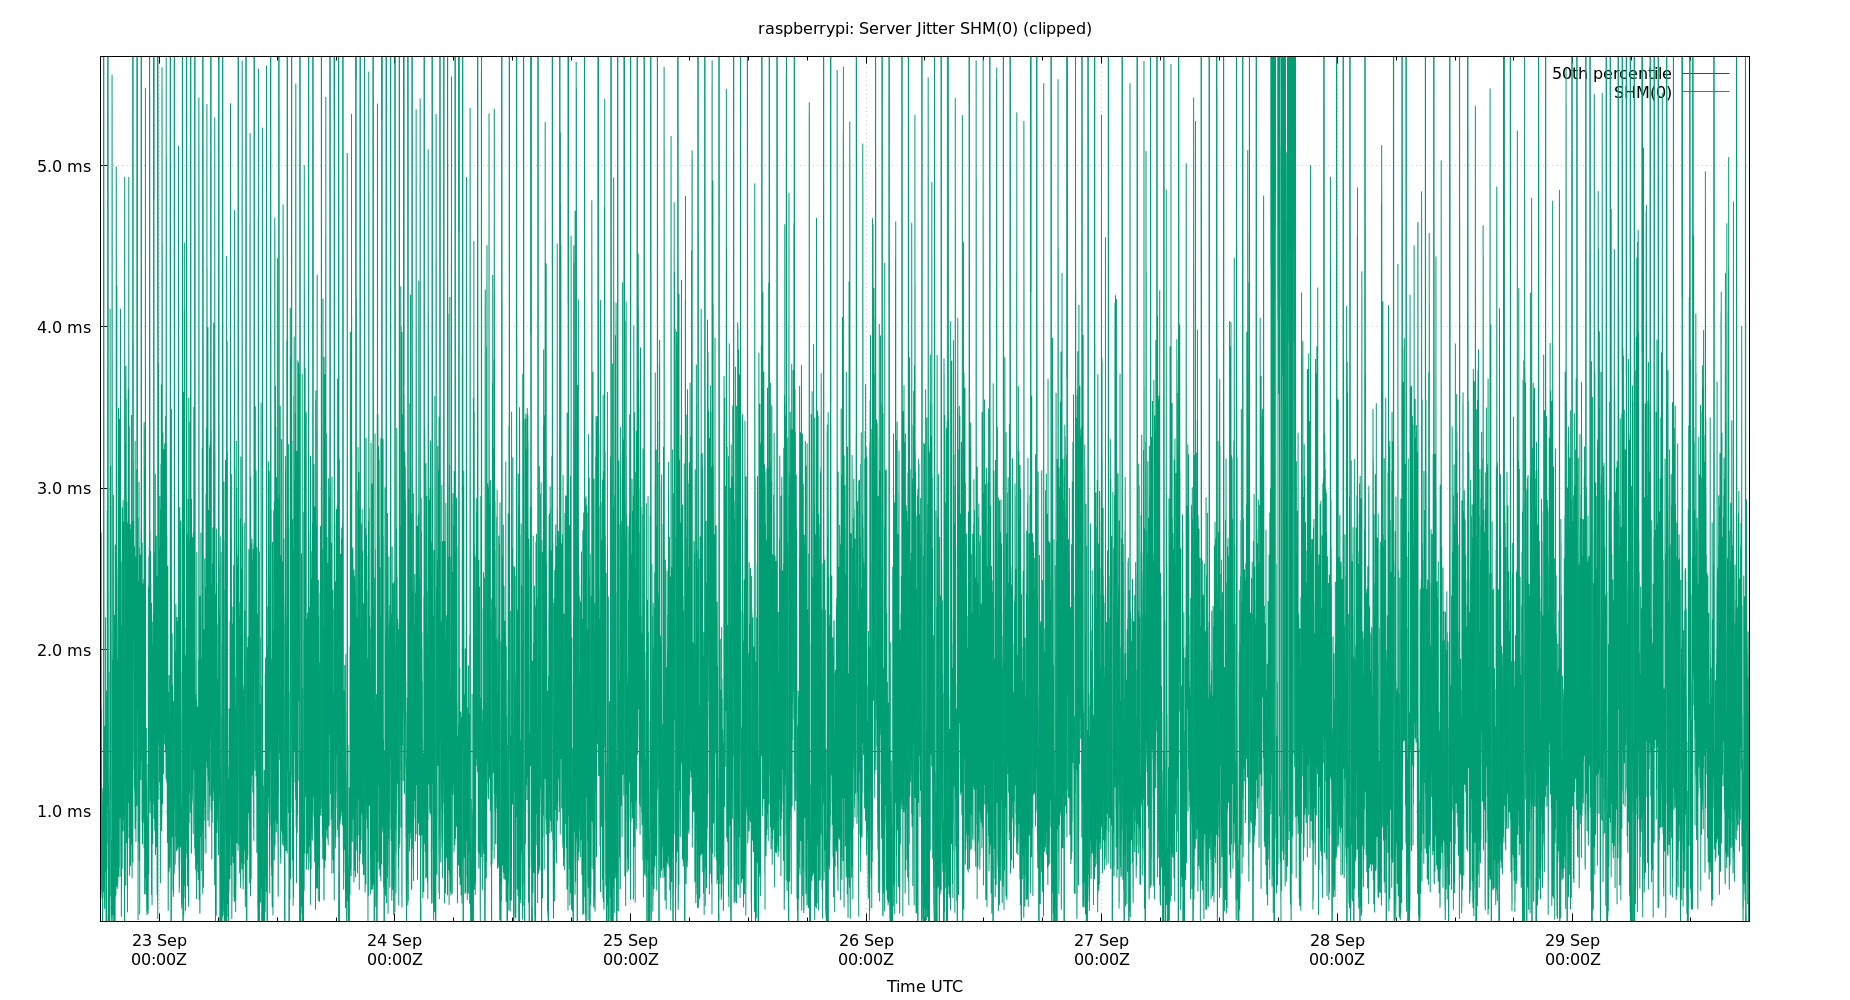 raspberrypi: Server Jitter SHM(0) (clipped)
50th percentile
SHM(0)
5.0 ms
4.0 ms
3.0 ms
2.0 ms
1.0 ms
23 Sep
00:00Z
24 Sep
00:00Z
25 Sep
00:00Z
26 Sep
00:00Z
27 Sep
00:00Z
28 Sep
00:00Z
29 Sep
00:00Z
Time UTC